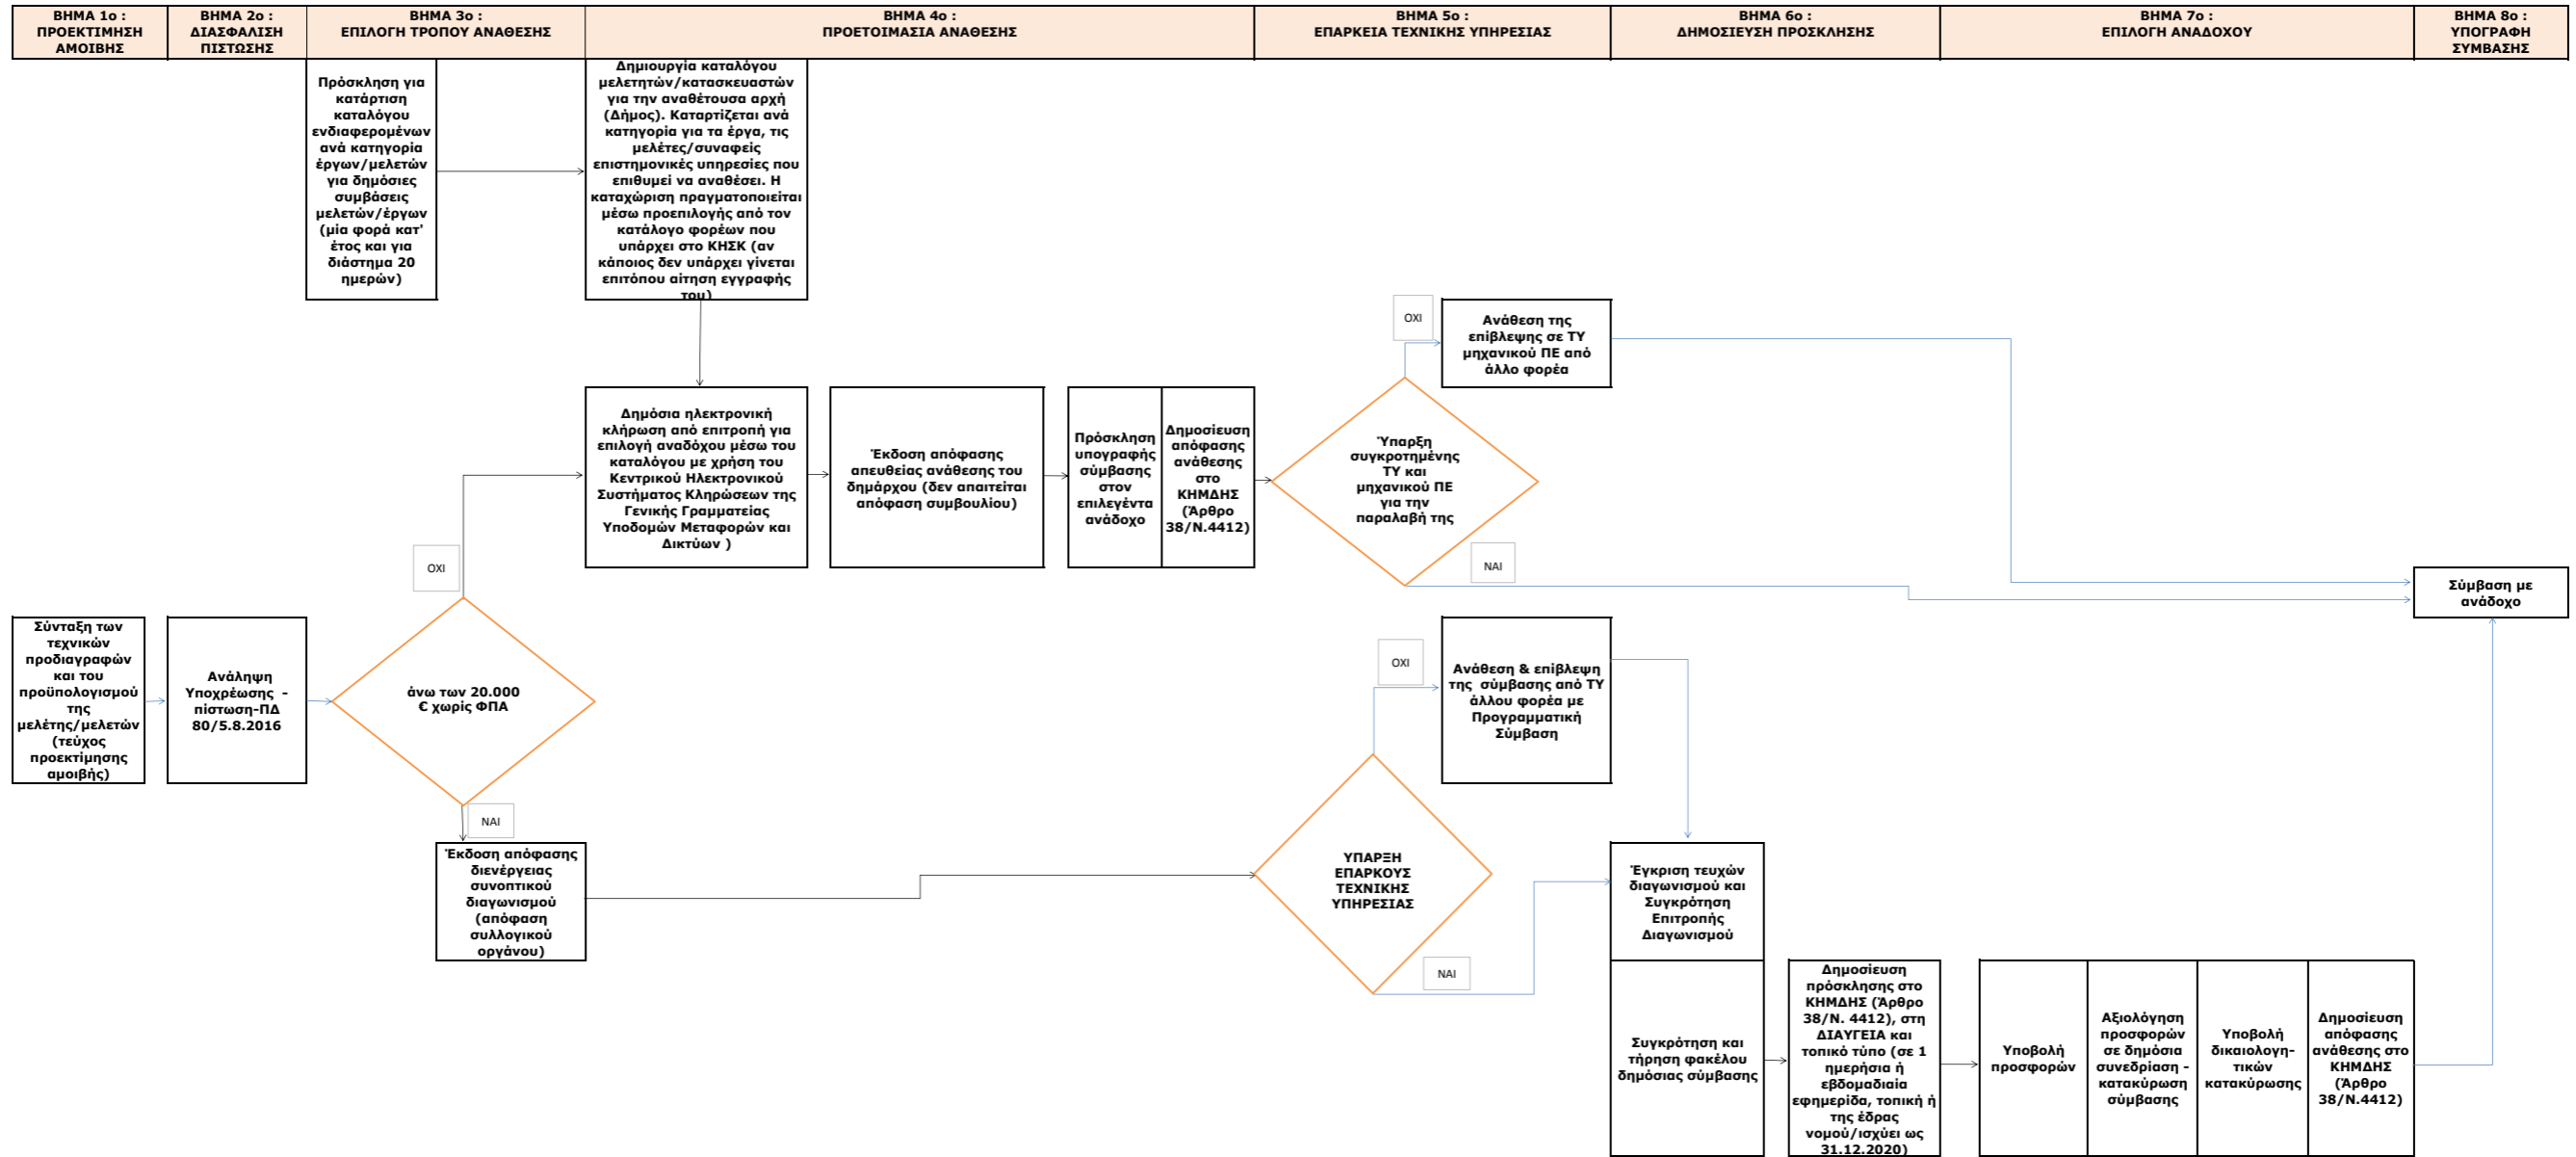 ΒΗΜΑ 1ο :
ΠΡΟΕΚΤΙΜΗΣΗ
ΑΜΟΙΒΗΣ
ΒΗΜΑ 2ο :
ΔΙΑΣΦΑΛΙΣΗ
ΠΙΣΤΩΣΗΣ
ΒΗΜΑ 3ο :
ΕΠΙΛΟΓΗ ΤΡΟΠΟΥ ΑΝΑΘΕΣΗΣ
ΒΗΜΑ 4ο :
ΠΡΟΕΤΟΙΜΑΣΙΑ ΑΝΑΘΕΣΗΣ
ΒΗΜΑ 5ο :
ΕΠΑΡΚΕΙΑ ΤΕΧΝΙΚΗΣ ΥΠΗΡΕΣΙΑΣ
ΒΗΜΑ 6ο :
ΔΗΜΟΣΙΕΥΣΗ ΠΡΟΣΚΛΗΣΗΣ
ΒΗΜΑ 7ο :
ΕΠΙΛΟΓΗ ΑΝΑΔΟΧΟΥ
ΒΗΜΑ 8ο :
ΥΠΟΓΡΑΦΗ
ΣΥΜΒΑΣΗΣ
Πρόσκληση για
κατάρτιση
καταλόγου
ενδιαφερομένων
ανά κατηγορία
έργων/μελετών
για δημόσιες
συμβάσεις
μελετών/έργων
(μία φορά κατ'
έτος και για
διάστημα 20
ημερών)
Δημιουργία καταλόγου
μελετητών/κατασκευαστών
για την αναθέτουσα αρχή
(Δήμος). Καταρτίζεται ανά
κατηγορία για τα έργα, τις
μελέτες/συναφείς
επιστημονικές υπηρεσίες που
επιθυμεί να αναθέσει. Η
καταχώριση πραγματοποιείται
μέσω προεπιλογής από τον
κατάλογο φορέων που
υπάρχει στο ΚΗΣΚ (αν
κάποιος δεν υπάρχει γίνεται
επιτόπου αίτηση εγγραφής
του)
ΟΧΙ
Ανάθεση της
επίβλεψης σε ΤΥ
μηχανικού ΠΕ από
άλλο φορέα
Δημόσια ηλεκτρονική
κλήρωση από επιτροπή για
επιλογή αναδόχου μέσω του
καταλόγου με χρήση του
Κεντρικού Ηλεκτρονικού
Συστήματος Κληρώσεων της
Γενικής Γραμματείας
Υποδομών Μεταφορών και
Δικτύων )
Έκδοση απόφασης
απευθείας ανάθεσης του
δημάρχου (δεν απαιτείται
απόφαση συμβουλίου)
Πρόσκληση
υπογραφής
σύμβασης
στον
επιλεγέντα
ανάδοχο
Δημοσίευση
απόφασης
ανάθεσης
στο
ΚΗΜΔΗΣ
(Άρθρο
38/Ν.4412)
Ύπαρξη
συγκροτημένης
ΤΥ και
μηχανικού ΠΕ
για την
παραλαβή της
ΝΑΙ
ΟΧΙ
Σύμβαση με
ανάδοχο
Σύνταξη των
τεχνικών
προδιαγραφών
και του
προϋπολογισμού
της
μελέτης/μελετών
(τεύχος
προεκτίμησης
αμοιβής)
Ανάληψη
Υποχρέωσης -
πίστωση-ΠΔ
80/5.8.2016
άνω των 20.000
€ χωρίς ΦΠΑ
ΝΑΙ
ΟΧΙ
Ανάθεση & επίβλεψη
της σύμβασης από ΤΥ
άλλου φορέα με
Προγραμματική
Σύμβαση
Έκδοση απόφασης
διενέργειας
συνοπτικού
διαγωνισμού
(απόφαση
συλλογικού
οργάνου)
ΥΠΑΡΞΗ
ΕΠΑΡΚΟΥΣ
ΤΕΧΝΙΚΗΣ
ΥΠΗΡΕΣΙΑΣ
ΝΑΙ
Έγκριση τευχών
διαγωνισμού και
Συγκρότηση
Επιτροπής
Διαγωνισμού
Συγκρότηση και
τήρηση φακέλου
δημόσιας σύμβασης
Δημοσίευση
πρόσκλησης στο
ΚΗΜΔΗΣ (Άρθρο
38/Ν. 4412), στη
ΔΙΑΥΓΕΙΑ και
τοπικό τύπο (σε 1
ημερήσια ή
εβδομαδιαία
εφημερίδα, τοπική ή
της έδρας
νομού/ισχύει ως
31.12.2020)
Υποβολή
προσφορών
Αξιολόγηση
προσφορών
σε δημόσια
συνεδρίαση -
κατακύρωση
σύμβασης
Υποβολή
δικαιολογη-
τικών
κατακύρωσης
Δημοσίευση
απόφασης
ανάθεσης στο
ΚΗΜΔΗΣ
(Άρθρο
38/Ν.4412)